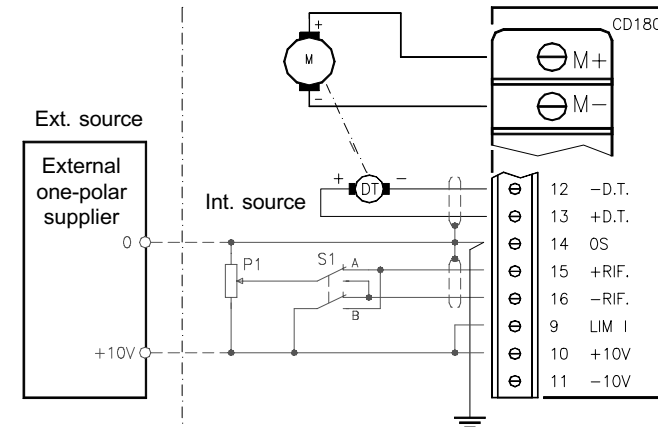 CD180
+
M
M+
-
M-
Ext. source
External
one-polar
supplier
Int. source
+ DT -
12 -D.T.
13 +D.T.
0
14 0S
P1 S1 A
15 +RIF.
16 -RIF.
B
9 LIM I
+10V
10 +10V
11 -10V